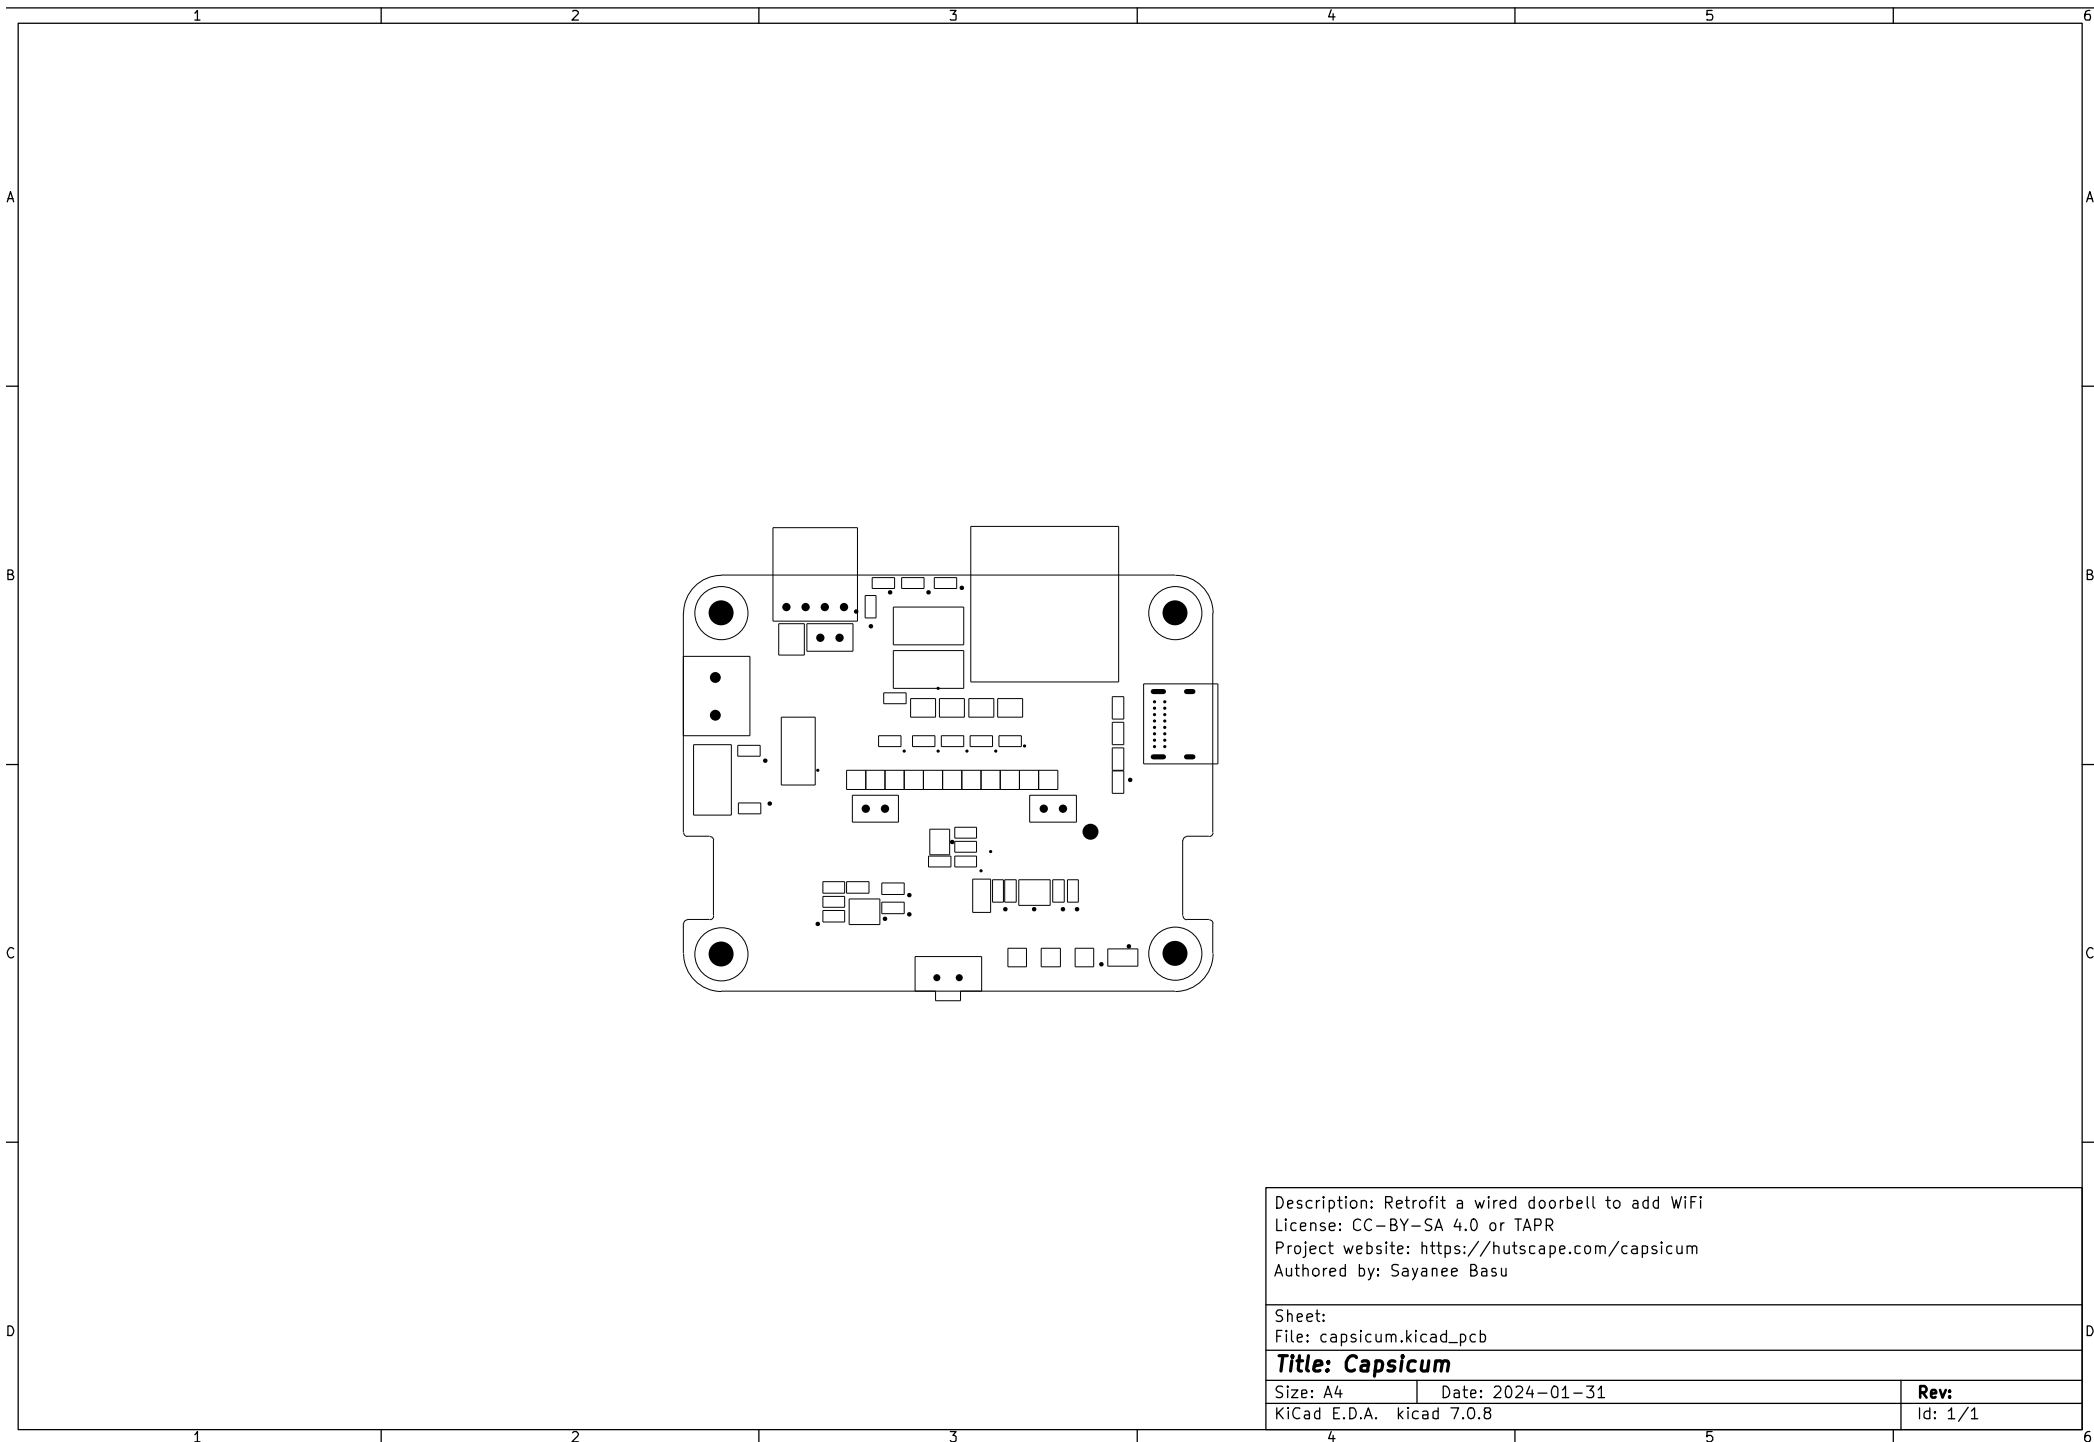 1 2 3 4 5 6
A A
B B
C C
Description: Retrofit a wired doorbell to add WiFi
License: CC-BY-SA 4.0 or TAPR
Project website: https://hutscape.com/capsicum
Authored by: Sayanee Basu
Sheet:
D D
File: capsicum.kicad_pcb
Title: Capsicum
Size: A4 Date: 2024-01-31 Rev:
KiCad E.D.A. kicad 7.0.8 Id: 1/1
1 2 3 4 5 6